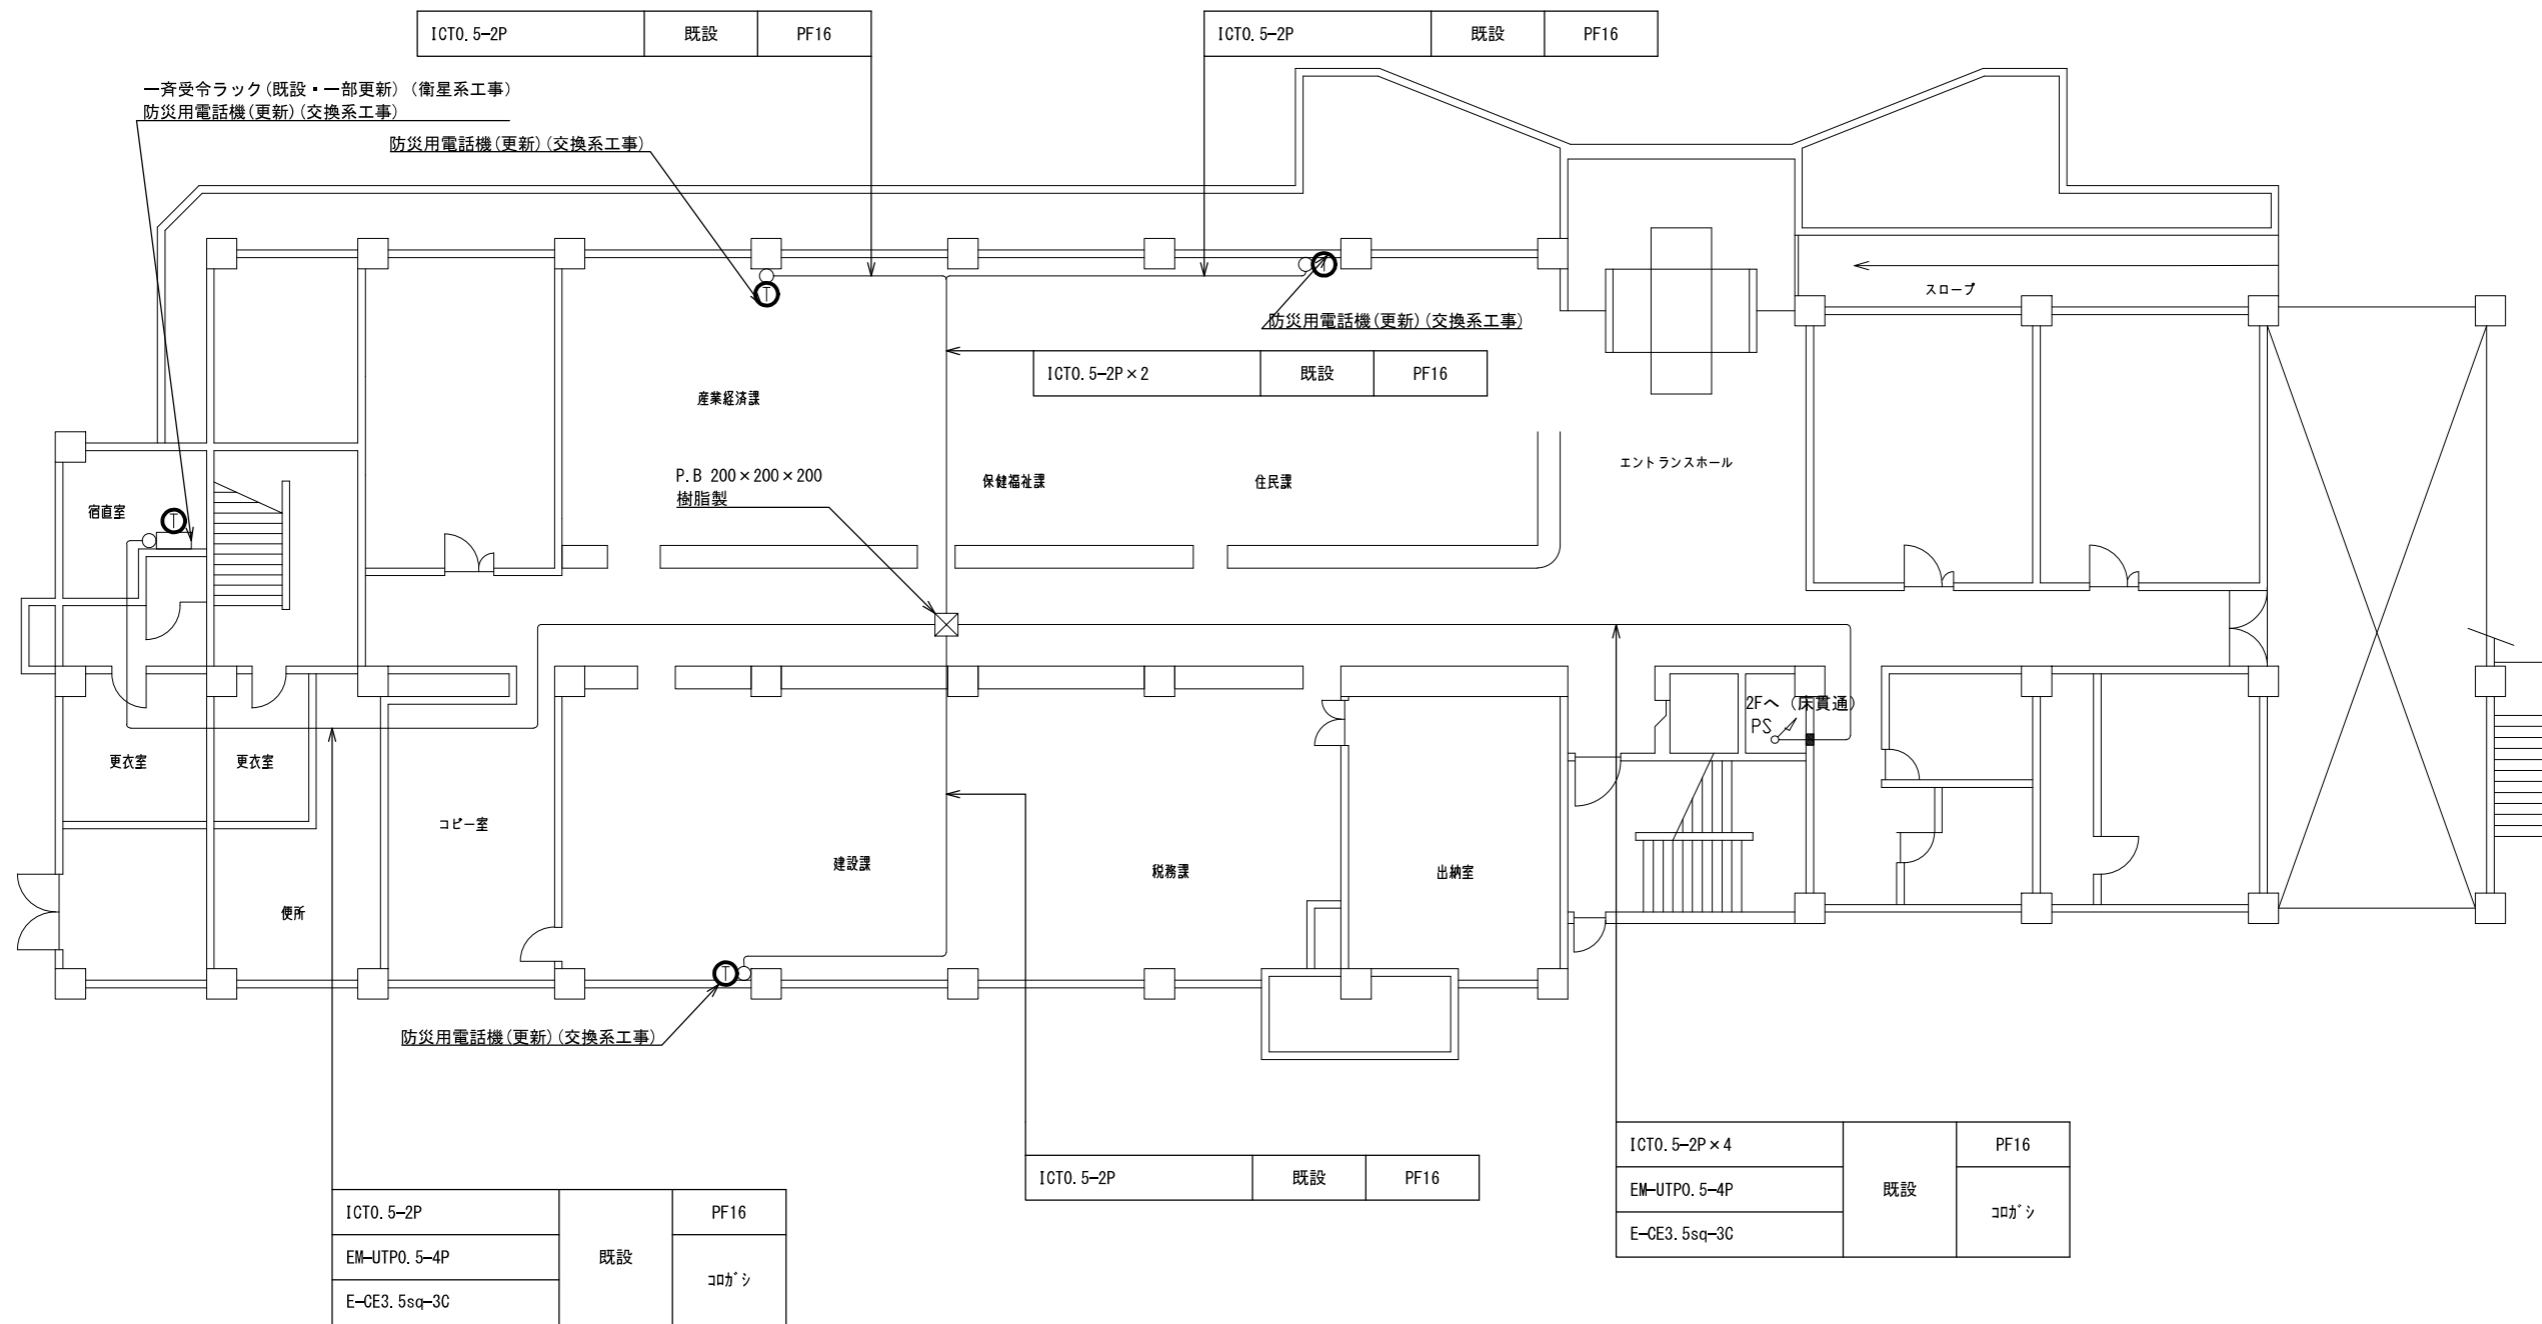 ICT0.5-2P 既設 PF16
ICT0.5-2P 既設 PF16
一斉受令ラック(既設・一部更新)(衛星系工事)
防災用電話機(更新)(交換系工事)
防災用電話機(更新)(交換系工事)
T
T
スロープ
防災用電話機(更新)(交換系工事)
ICT0.5-2P×2 既設 PF16
産業経済課
エントランスホール
P.B 200×200×200
樹脂製
保健福祉課
住民課
宿直室
T
2Fへ (床貫通)
PS
更衣室
更衣室
コピー室
建設課
税務課
出納室
便所
T
防災用電話機(更新)(交換系工事)
ICT0.5-2P 既設 PF16
ICT0.5-2P×4 既設 PF16
EM-UTP0.5-4P
コロガシ
E-CE3.5sq-3C
ICT0.5-2P 既設 PF16
EM-UTP0.5-4P
コロガシ
E-CE3.5sq-3C